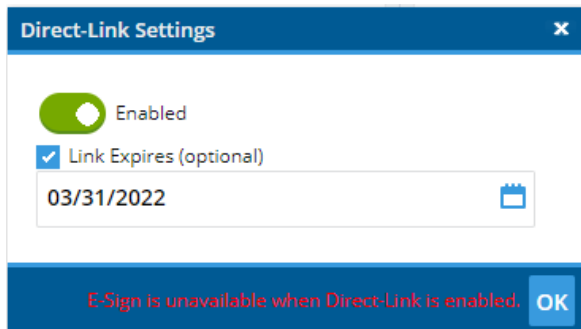 Direct-Link Settings
Enabled
Link Expires (optional)
03/31/2022
E-Sign is unavailable when Direct-Link is enabled.
OK